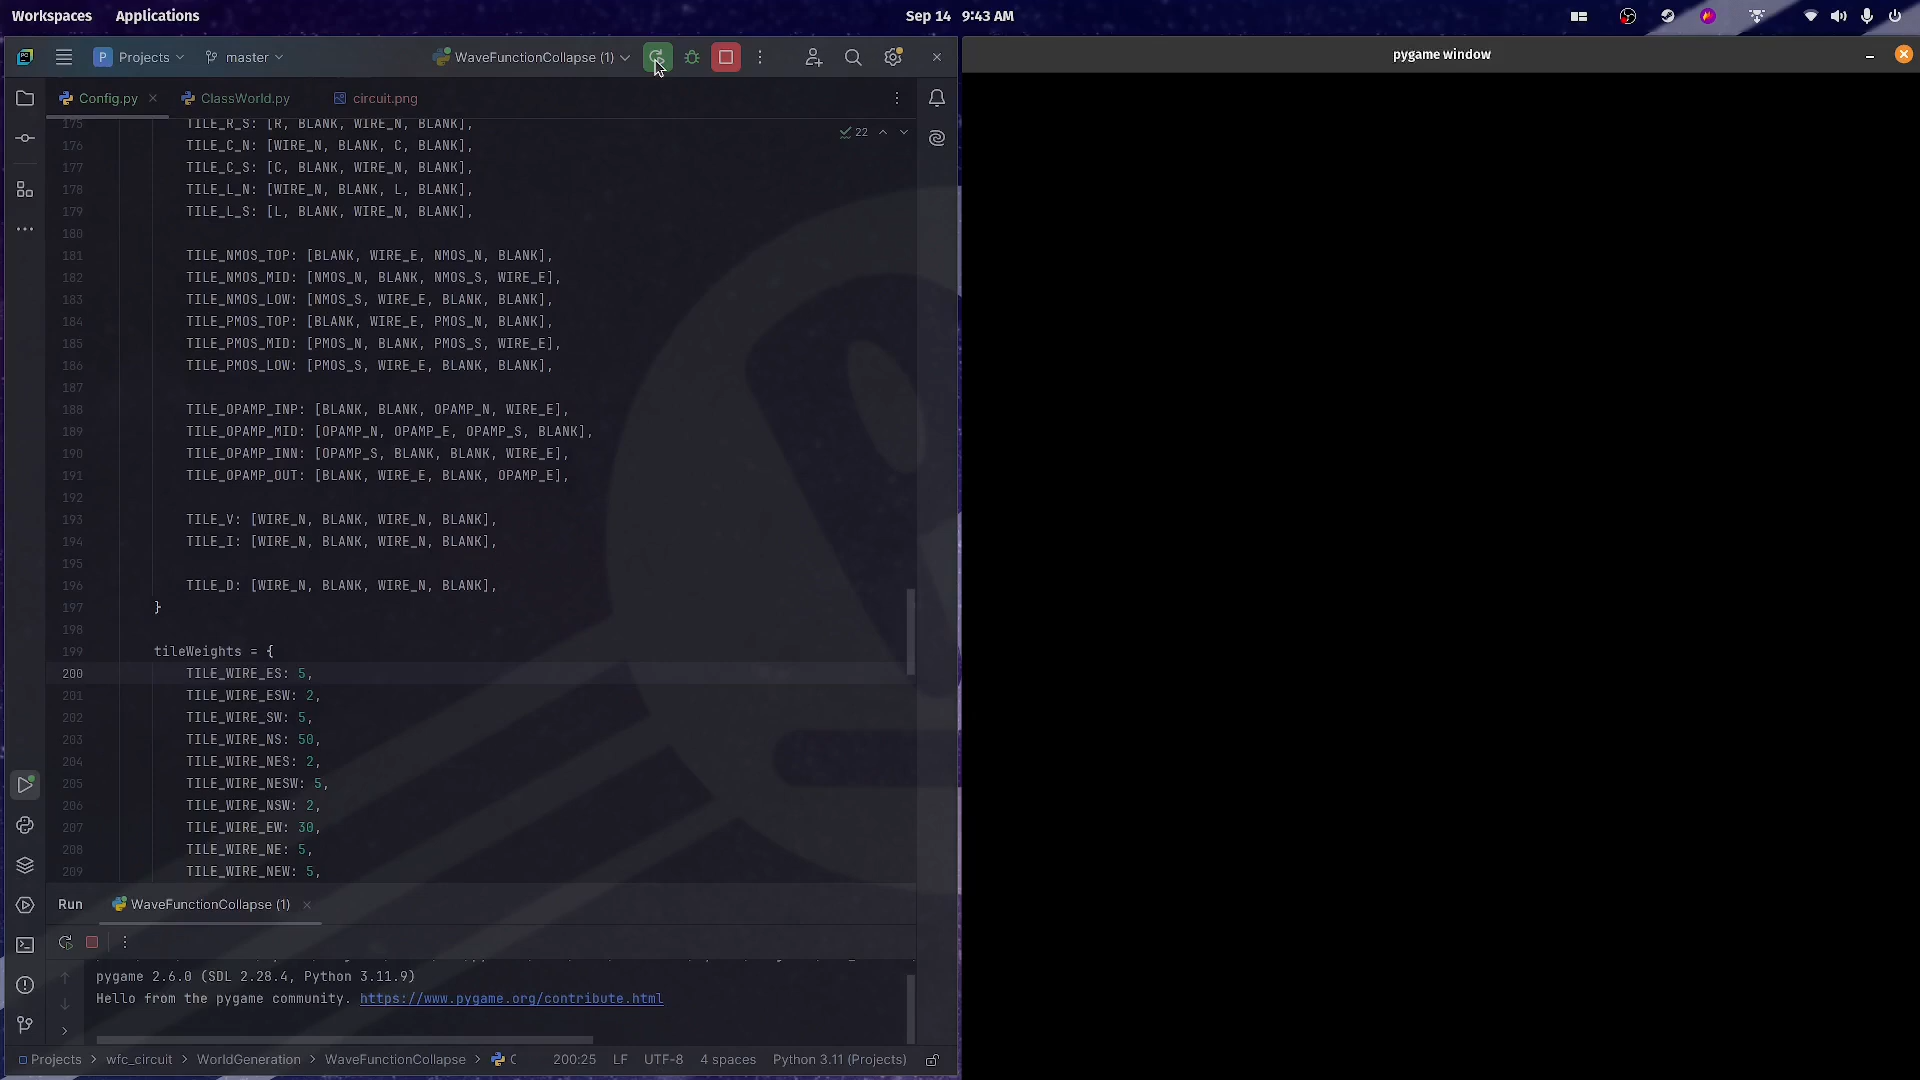 Workspaces Applications Sep 14 9:43 AM
P Projects master WaveFunctionCollapse (1)
pygame window
Config.py ClassWorld.py circuit.png
22
175 TILE_R_S: [R, BLANK, WIRE_N, BLANK],
176 TILE_C_N: [WIRE_N, BLANK, C, BLANK],
177 TILE_C_S: [C, BLANK, WIRE_N, BLANK],
178 TILE_L_N: [WIRE_N, BLANK, L, BLANK],
179 TILE_L_S: [L, BLANK, WIRE_N, BLANK],
180
181 TILE_NMOS_TOP: [BLANK, WIRE_E, NMOS_N, BLANK],
182 TILE_NMOS_MID: [NMOS_N, BLANK, NMOS_S, WIRE_E],
183 TILE_NMOS_LOW: [NMOS_S, WIRE_E, BLANK, BLANK],
184 TILE_PMOS_TOP: [BLANK, WIRE_E, PMOS_N, BLANK],
185 TILE_PMOS_MID: [PMOS_N, BLANK, PMOS_S, WIRE_E],
186 TILE_PMOS_LOW: [PMOS_S, WIRE_E, BLANK, BLANK],
187
188 TILE_OPAMP_INP: [BLANK, BLANK, OPAMP_N, WIRE_E],
189 TILE_OPAMP_MID: [OPAMP_N, OPAMP_E, OPAMP_S, BLANK],
190 TILE_OPAMP_INN: [OPAMP_S, BLANK, BLANK, WIRE_E],
191 TILE_OPAMP_OUT: [BLANK, WIRE_E, BLANK, OPAMP_E],
192
193 TILE_V: [WIRE_N, BLANK, WIRE_N, BLANK],
194 TILE_I: [WIRE_N, BLANK, WIRE_N, BLANK],
195
196 TILE_D: [WIRE_N, BLANK, WIRE_N, BLANK],
197 }
198
199 tileWeights = {
200 TILE_WIRE_ES: 5,
201 TILE_WIRE_ESW: 2,
202 TILE_WIRE_SW: 5,
203 TILE_WIRE_NS: 50,
204 TILE_WIRE_NES: 2,
205 TILE_WIRE_NESW: 5,
206 TILE_WIRE_NSW: 2,
207 TILE_WIRE_EW: 30,
208 TILE_WIRE_NE: 5,
209 TILE_WIRE_NEW: 5,
Run WaveFunctionCollapse (1)
pygame 2.6.0 (SDL 2.28.4, Python 3.11.9)
Hello from the pygame community. https://www.pygame.org/contribute.html
Projects > wfc_circuit > WorldGeneration > WaveFunctionCollapse > C 200:25 LF UTF-8 4 spaces Python 3.11 (Projects)